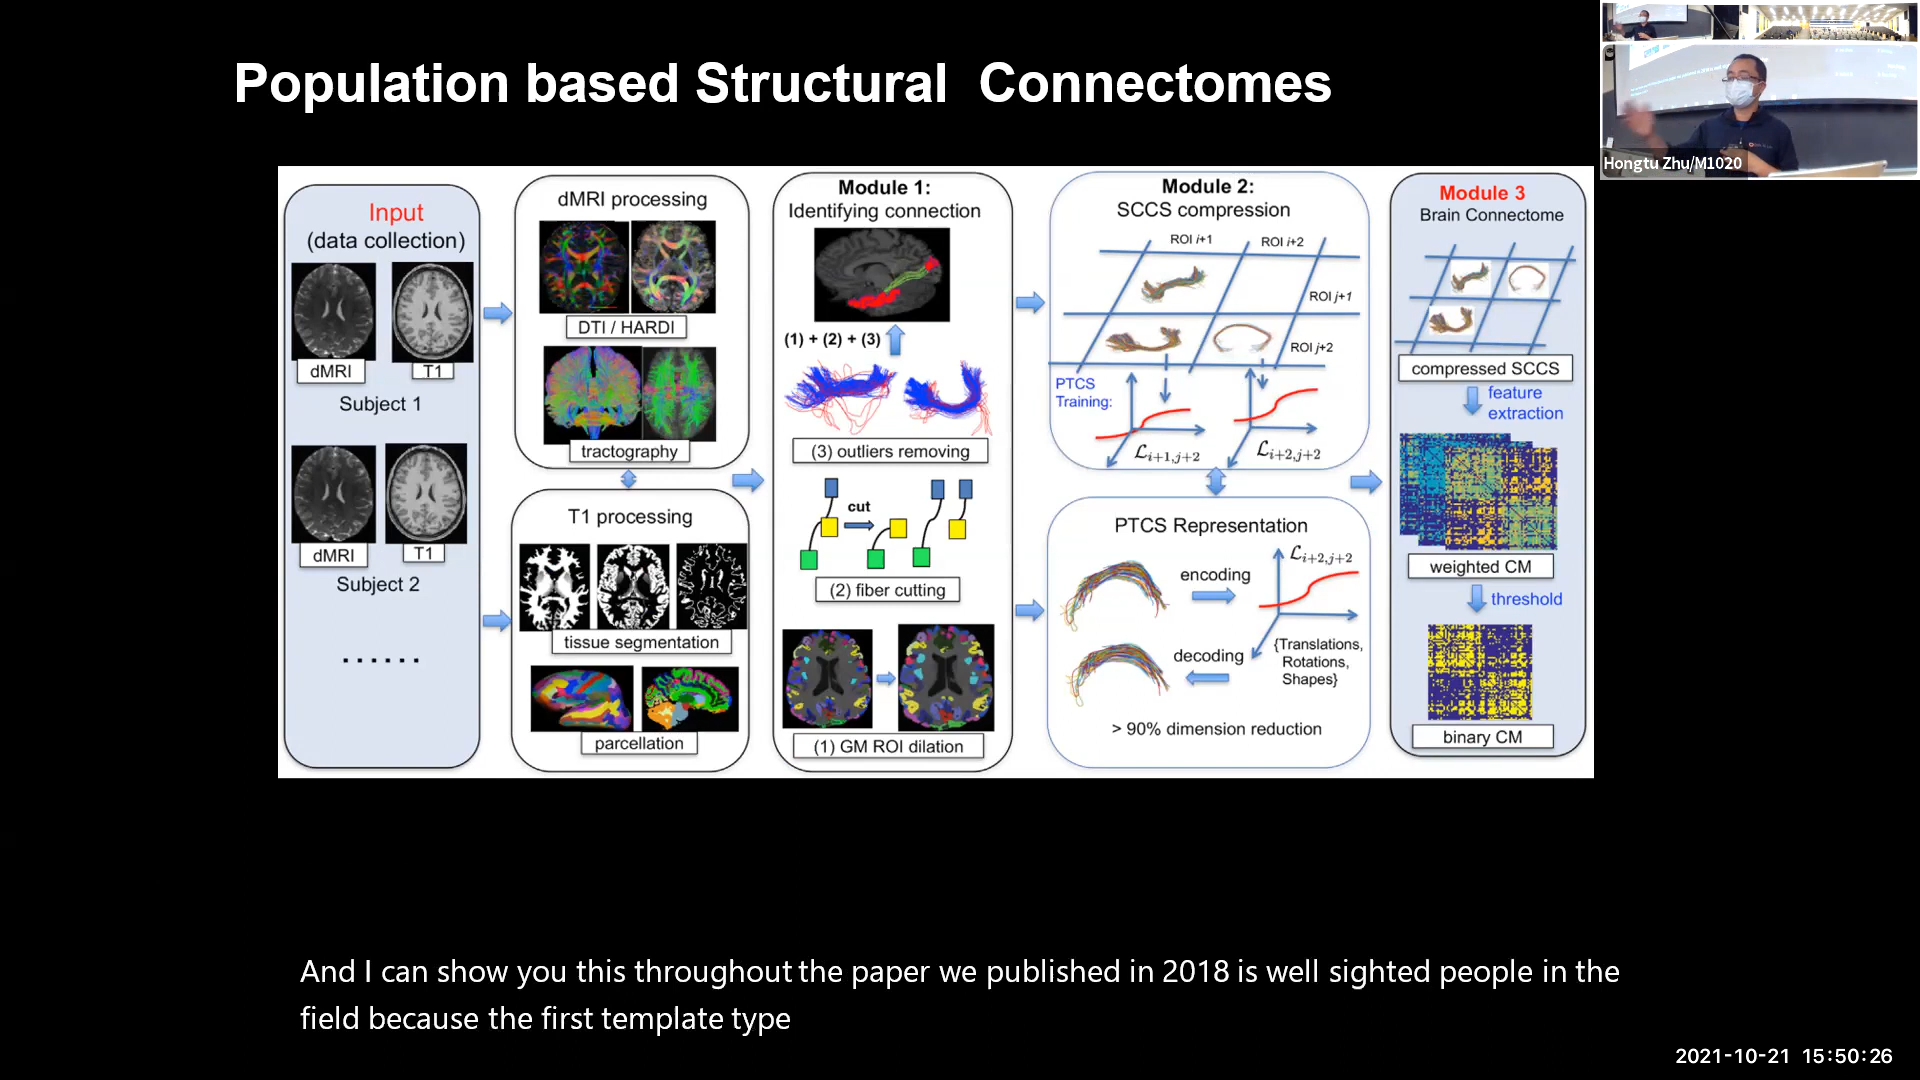 Population based Structural Connectomes
Hongtu Zhu/M1020
Input
(data collection)
dMRI
T1
Subject 1
dMRI
T1
Subject 2
......
dMRI processing
DTI / HARDI
tractography
T1 processing
tissue segmentation
parcellation
Module 1:
Identifying connection
(1) + (2) + (3)
(3) outliers removing
cut
(2) fiber cutting
(1) GM ROI dilation
Module 2:
SCCS compression
ROI i+1
ROI i+2
ROI j+1
ROI j+2
PTCS
Training:
ℒi+1,j+2
ℒi+2,j+2
PTCS Representation
ℒi+2,j+2
encoding
decoding
{Translations,
Rotations,
Shapes}
> 90% dimension reduction
Module 3
Brain Connectome
compressed SCCS
feature
extraction
weighted CM
threshold
binary CM
And I can show you this throughout the paper we published in 2018 is well sighted people in the
field because the first template type
2021-10-21 15:50:26